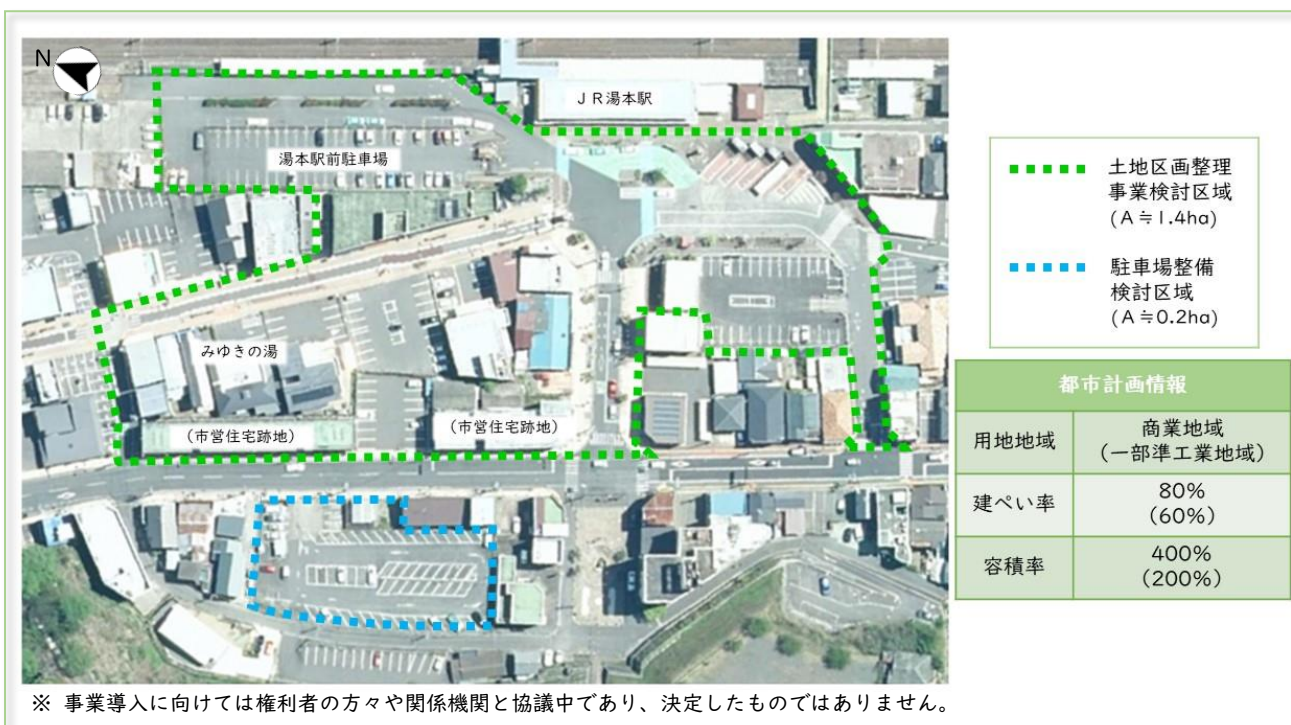 N
JR湯本駅
湯本駅前駐車場
みゆきの湯
(市営住宅跡地)
(市営住宅跡地)
土地区画整理
事業検討区域
(A≒1.4ha)
駐車場整備
検討区域
(A≒0.2ha)
都市計画情報
用地地域
商業地域
(一部準工業地域)
建ぺい率
80%
(60%)
容積率
400%
(200%)
※ 事業導入に向けては権利者の方々や関係機関と協議中であり、決定したものではありません。